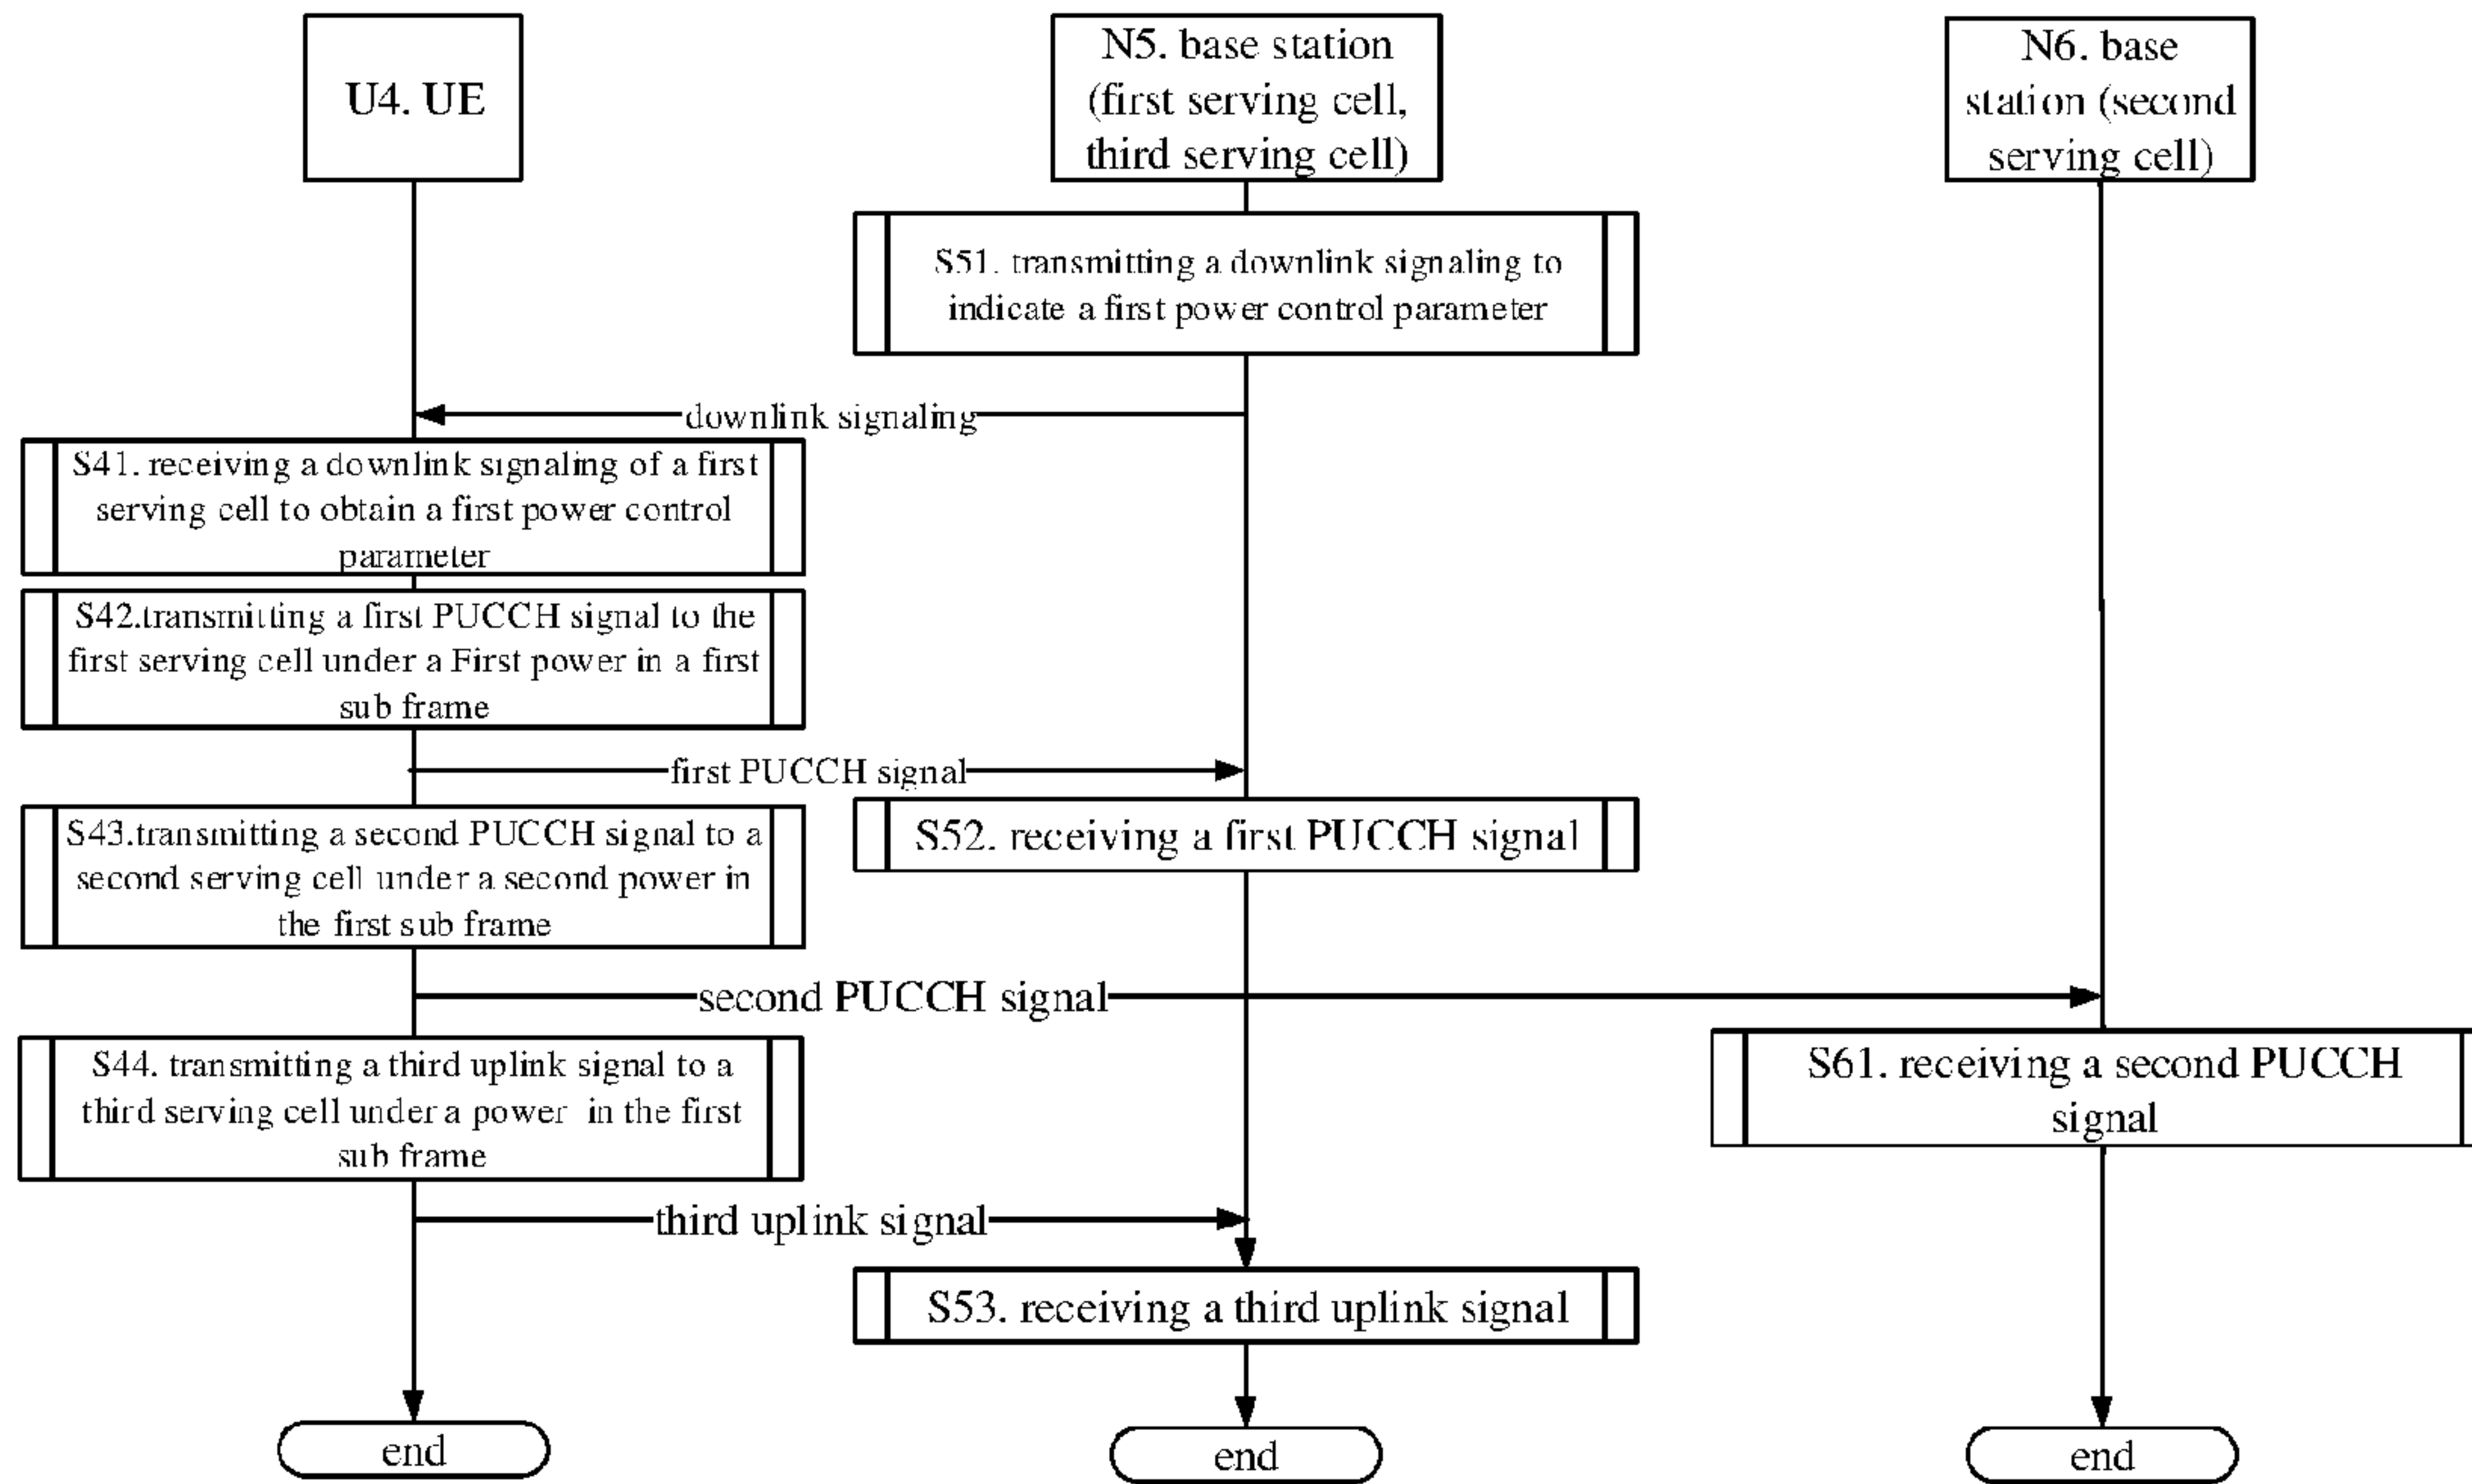 U4. UE
N5. base station
(first serving cell,
third serving cell)
N6. base
station (second
serving cell)
S51. transmitting a downlink signaling to
indicate a first power control parameter
downlink signaling
S41. receiving a downlink signaling of a first
serving cell to obtain a first power control
parameter
S42.transmitting a first PUCCH signal to the
first serving cell under a First power in a first
sub frame
first PUCCH signal
S43.transmitting a second PUCCH signal to a
second serving cell under a second power in
the first sub frame
S52. receiving a first PUCCH signal
second PUCCH signal
S44. transmitting a third uplink signal to a
third serving cell under a power in the first
sub frame
S61. receiving a second PUCCH
signal
third uplink signal
S53. receiving a third uplink signal
end
end
end